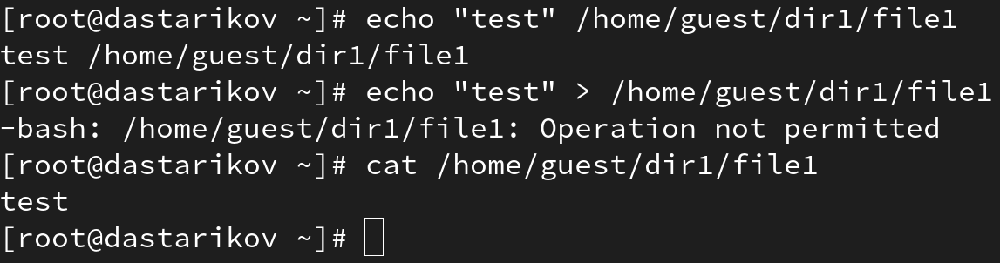 [root@dastarikov ~]# echo "test" /home/guest/dir1/file1
test /home/guest/dir1/file1
[root@dastarikov ~]# echo "test" > /home/guest/dir1/file1
-bash: /home/guest/dir1/file1: Operation not permitted
[root@dastarikov ~]# cat /home/guest/dir1/file1
test
[root@dastarikov ~]#